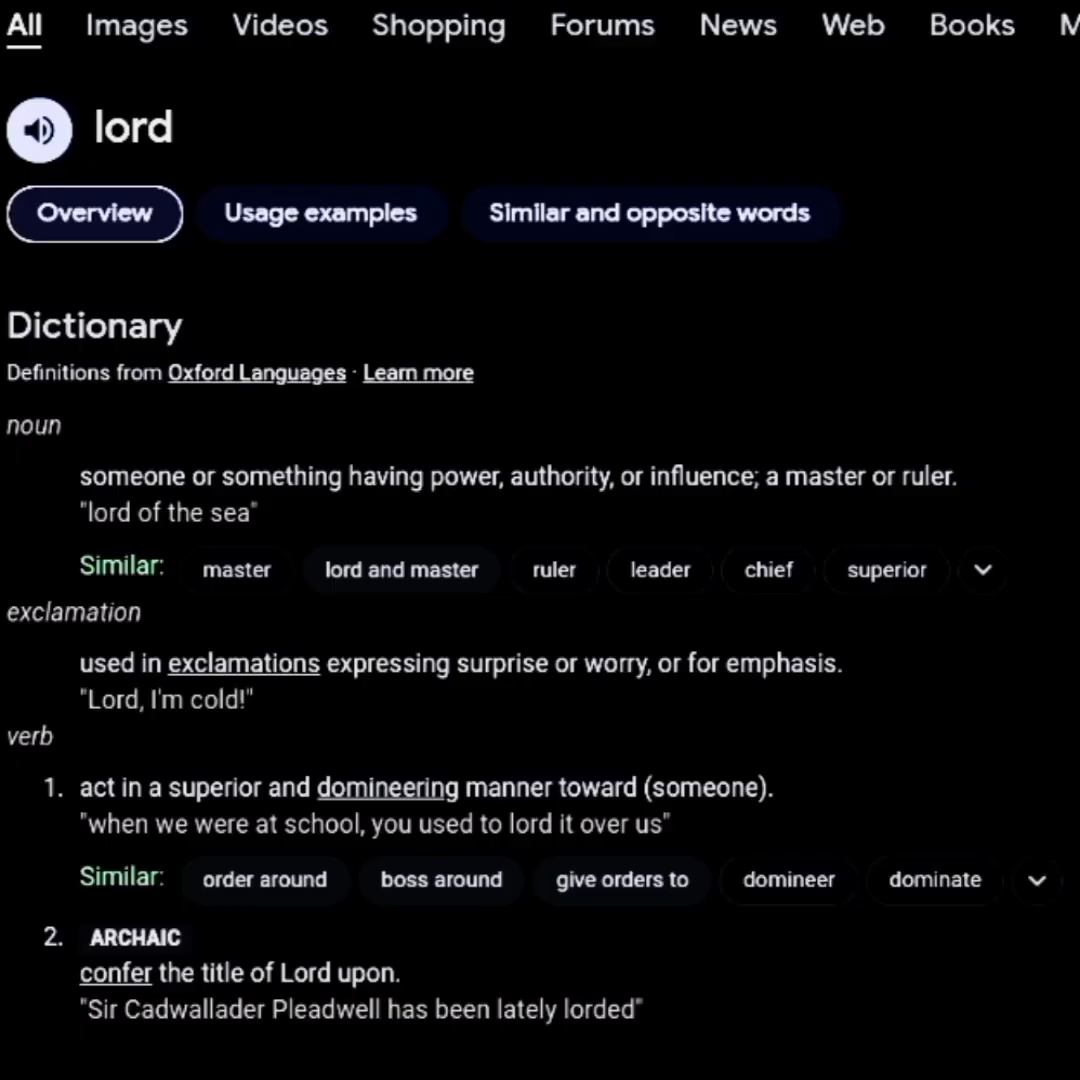 All Images Videos Shopping Forums News Web Books
lord
Overview Usage examples Similar and opposite words
Dictionary
Definitions from Oxford Languages · Learn more
noun
someone or something having power, authority, or influence; a master or ruler.
"lord of the sea"
Similar: master lord and master ruler leader chief superior
exclamation
used in exclamations expressing surprise or worry, or for emphasis.
"Lord, I'm cold!"
verb
1. act in a superior and domineering manner toward (someone).
"when we were at school, you used to lord it over us"
Similar: order around boss around give orders to domineer dominate
2. ARCHAIC
confer the title of Lord upon.
"Sir Cadwallader Pleadwell has been lately lorded"